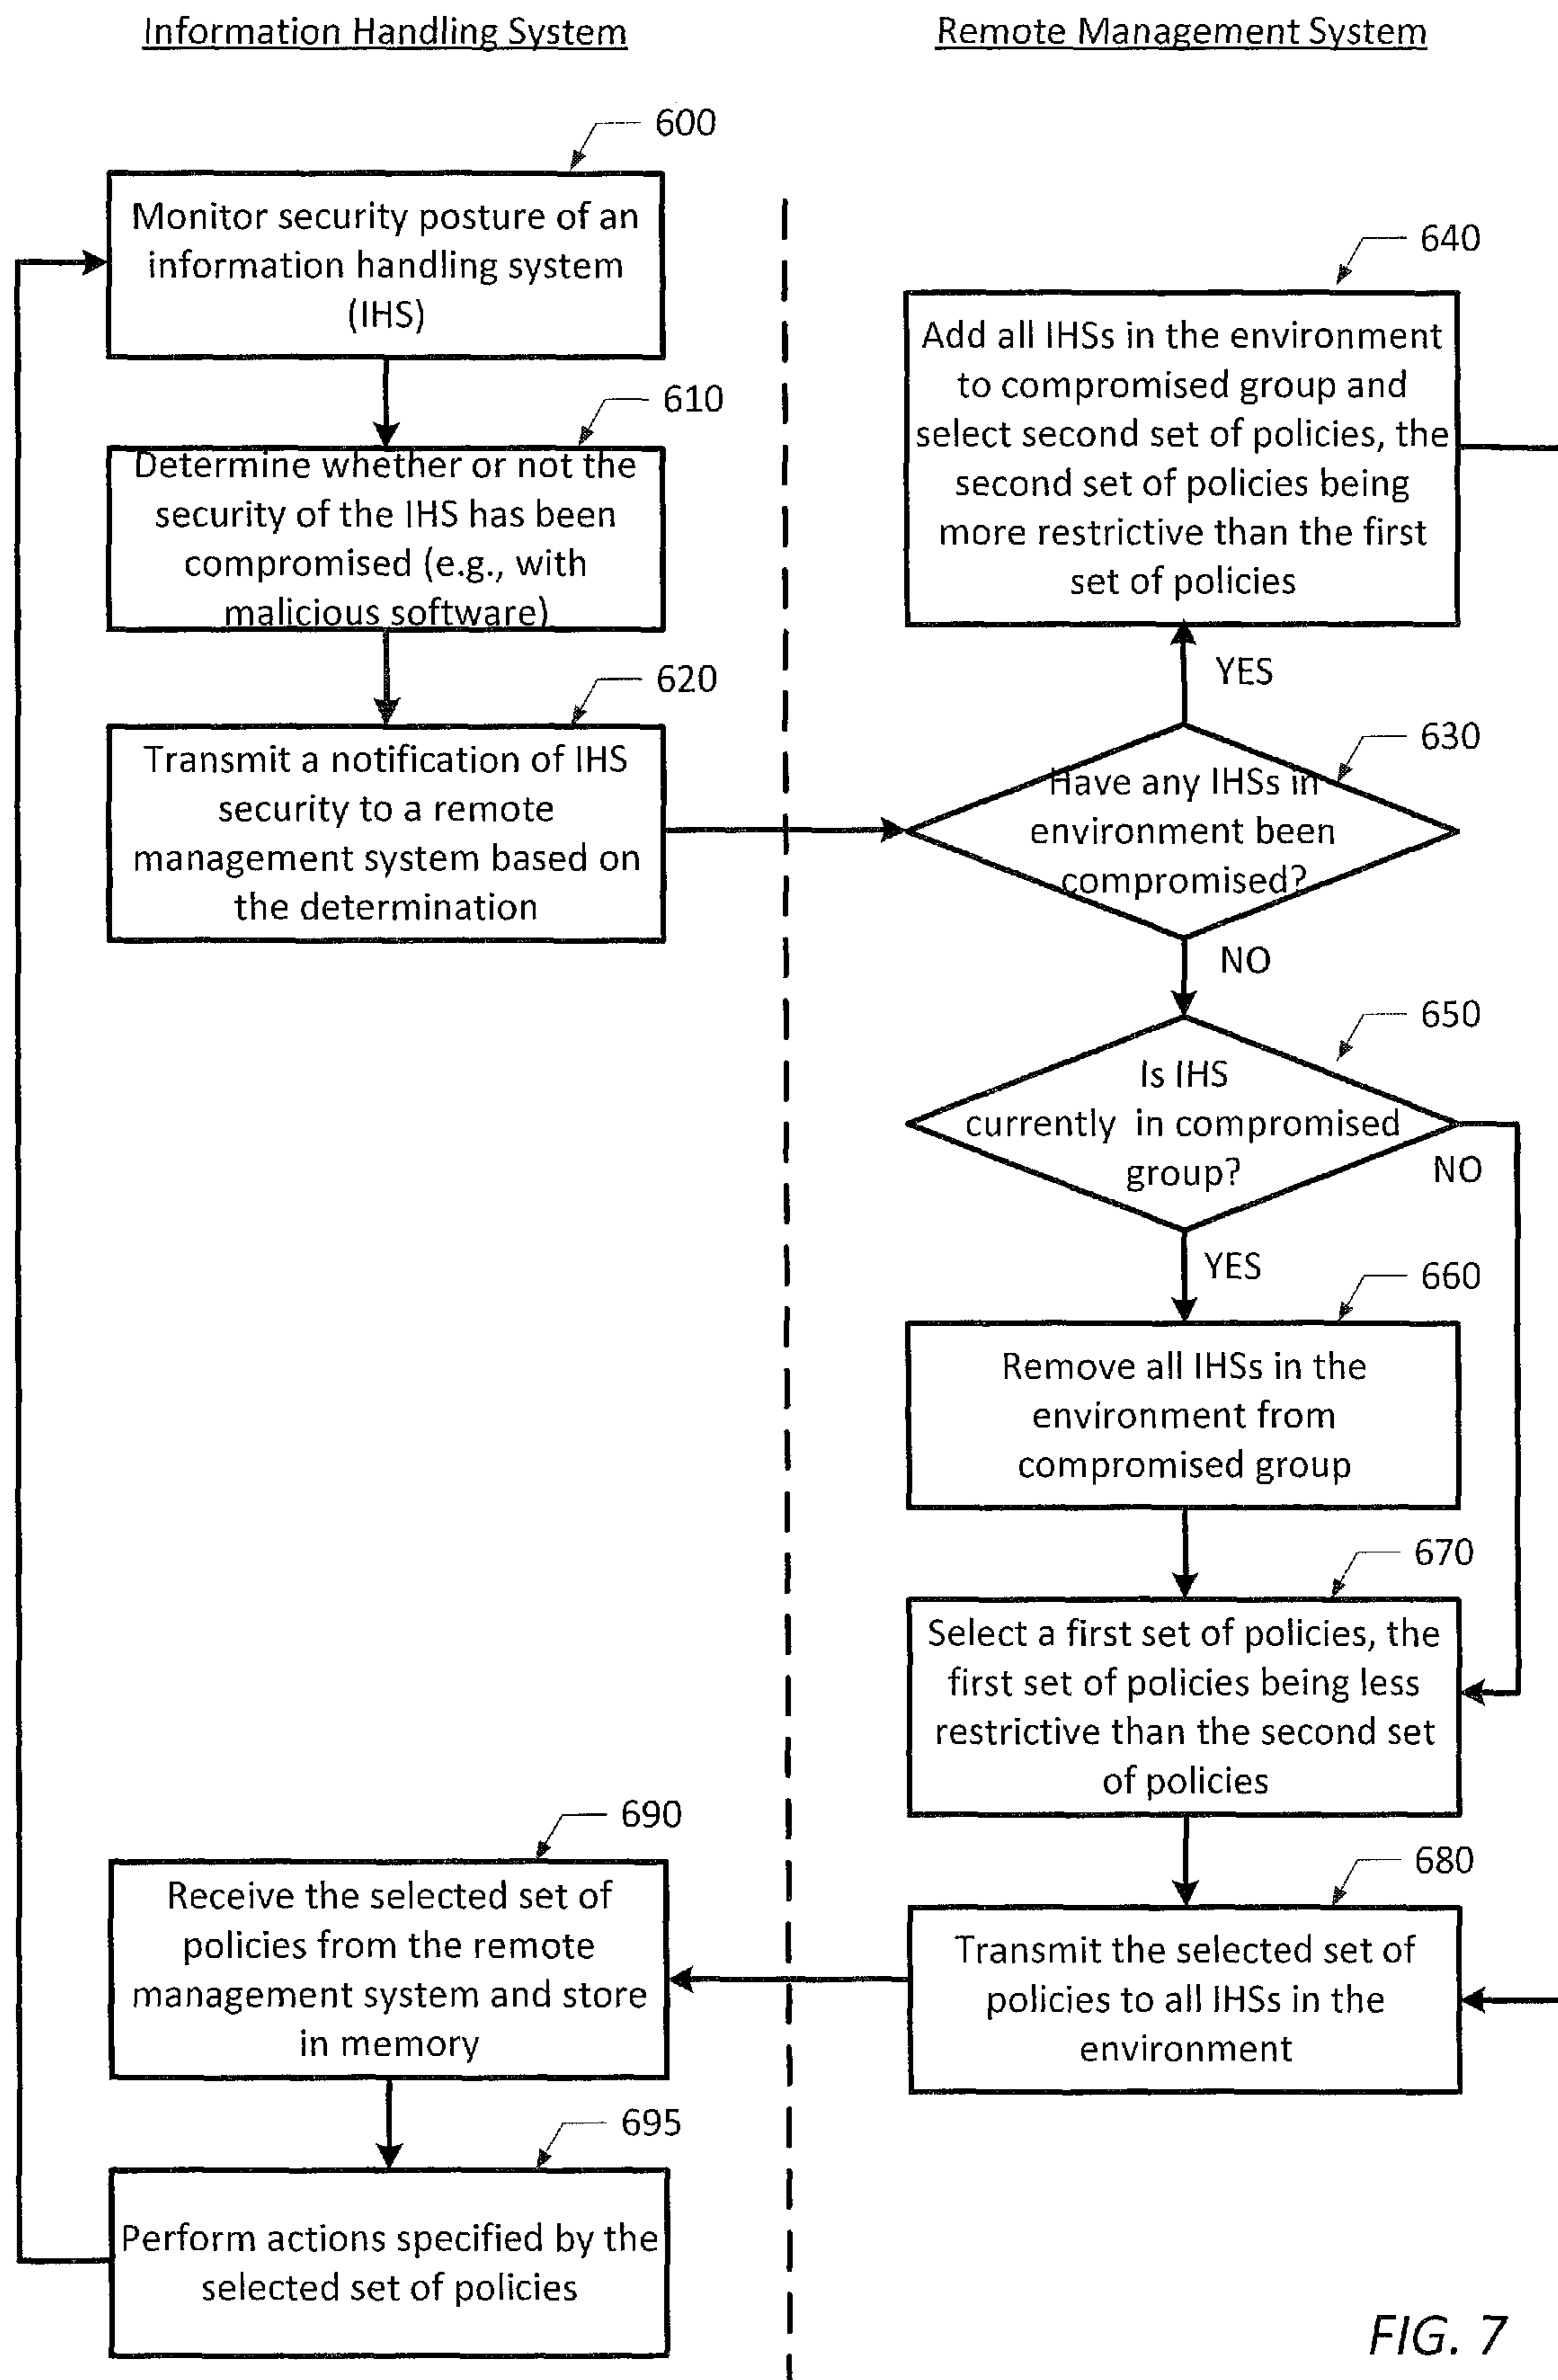 Information Handling System
Remote Management System
600
Monitor security posture of an
information handling system
(IHS)
610
Determine whether or not the
security of the IHS has been
compromised (e.g., with
malicious software)
620
Transmit a notification of IHS
security to a remote
management system based on
the determination
640
Add all IHSs in the environment
to compromised group and
select second set of policies, the
second set of policies being
more restrictive than the first
set of policies
YES
630
Have any IHSs in
environment been
compromised?
NO
650
Is IHS
currently in compromised
group?
NO
YES
660
Remove all IHSs in the
environment from
compromised group
670
Select a first set of policies, the
first set of policies being less
restrictive than the second set
of policies
680
Transmit the selected set of
policies to all IHSs in the
environment
690
Receive the selected set of
policies from the remote
management system and store
in memory
695
Perform actions specified by the
selected set of policies
FIG. 7